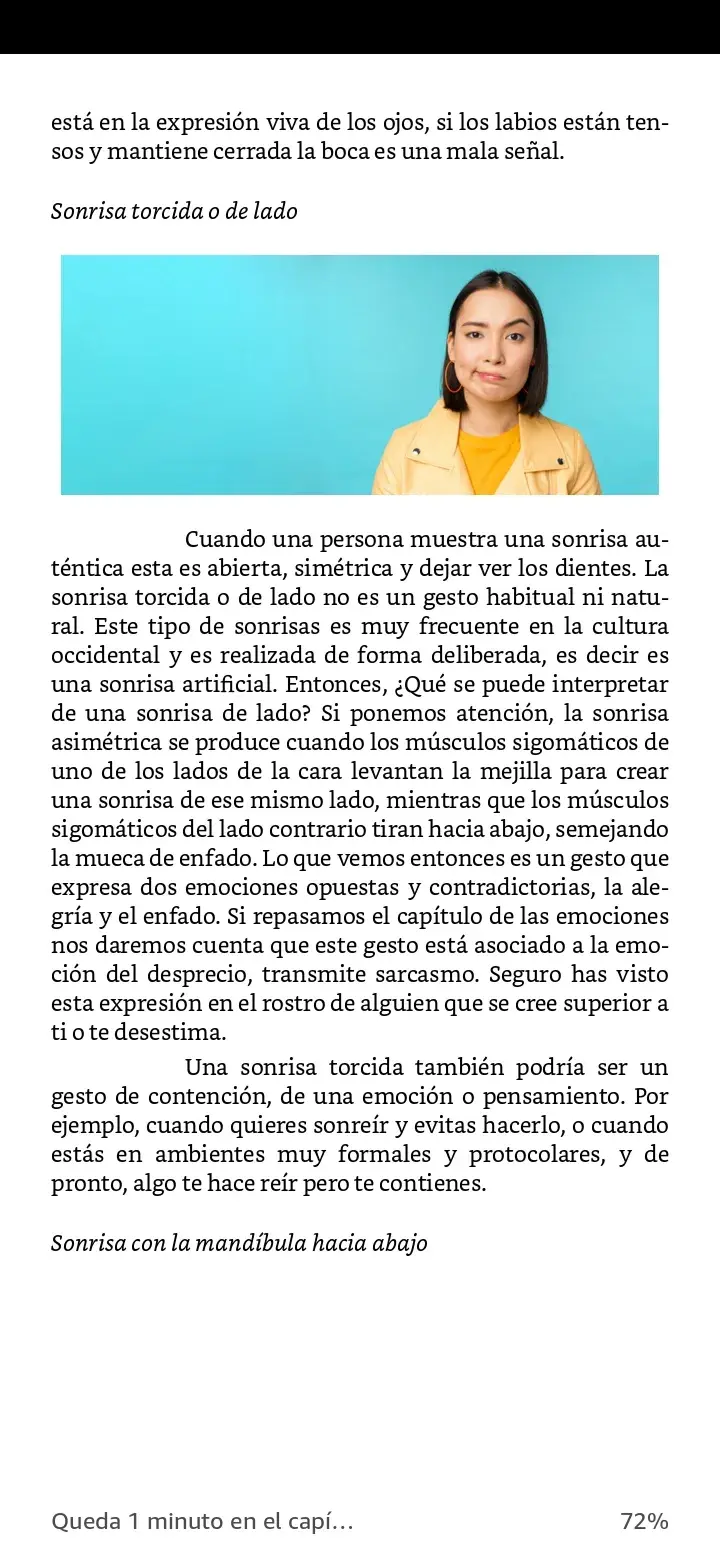 está en la expresión viva de los ojos, si los labios están ten-
sos y mantiene cerrada la boca es una mala señal.
Sonrisa torcida o de lado
Cuando una persona muestra una sonrisa au-
téntica esta es abierta, simétrica y dejar ver los dientes. La
sonrisa torcida o de lado no es un gesto habitual ni natu-
ral. Este tipo de sonrisas es muy frecuente en la cultura
occidental y es realizada de forma deliberada, es decir es
una sonrisa artificial. Entonces, ¿Qué se puede interpretar
de una sonrisa de lado? Si ponemos atención, la sonrisa
asimétrica se produce cuando los músculos sigomáticos de
uno de los lados de la cara levantan la mejilla para crear
una sonrisa de ese mismo lado, mientras que los músculos
sigomáticos del lado contrario tiran hacia abajo, semejando
la mueca de enfado. Lo que vemos entonces es un gesto que
expresa dos emociones opuestas y contradictorias, la ale-
gría y el enfado. Si repasamos el capítulo de las emociones
nos daremos cuenta que este gesto está asociado a la emo-
ción del desprecio, transmite sarcasmo. Seguro has visto
esta expresión en el rostro de alguien que se cree superior a
ti o te desestima.
Una sonrisa torcida también podría ser un
gesto de contención, de una emoción o pensamiento. Por
ejemplo, cuando quieres sonreír y evitas hacerlo, o cuando
estás en ambientes muy formales y protocolares, y de
pronto, algo te hace reír pero te contienes.
Sonrisa con la mandíbula hacia abajo
Queda 1 minuto en el capí... 72%